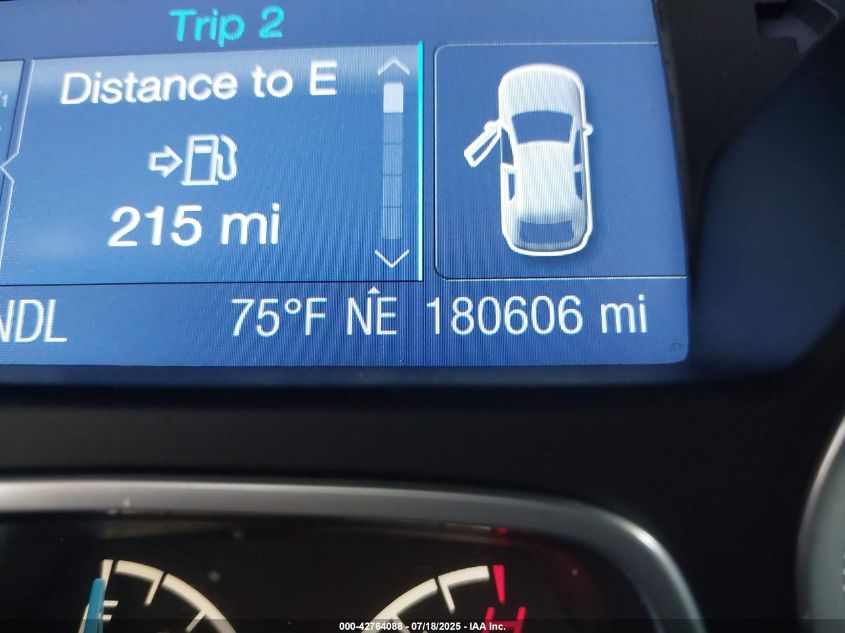 Trip 2
Distance to E
215 mi
NDL 75°F NE 180606 mi
F H
000-42764088 - 07/18/2025 - IAA Inc.